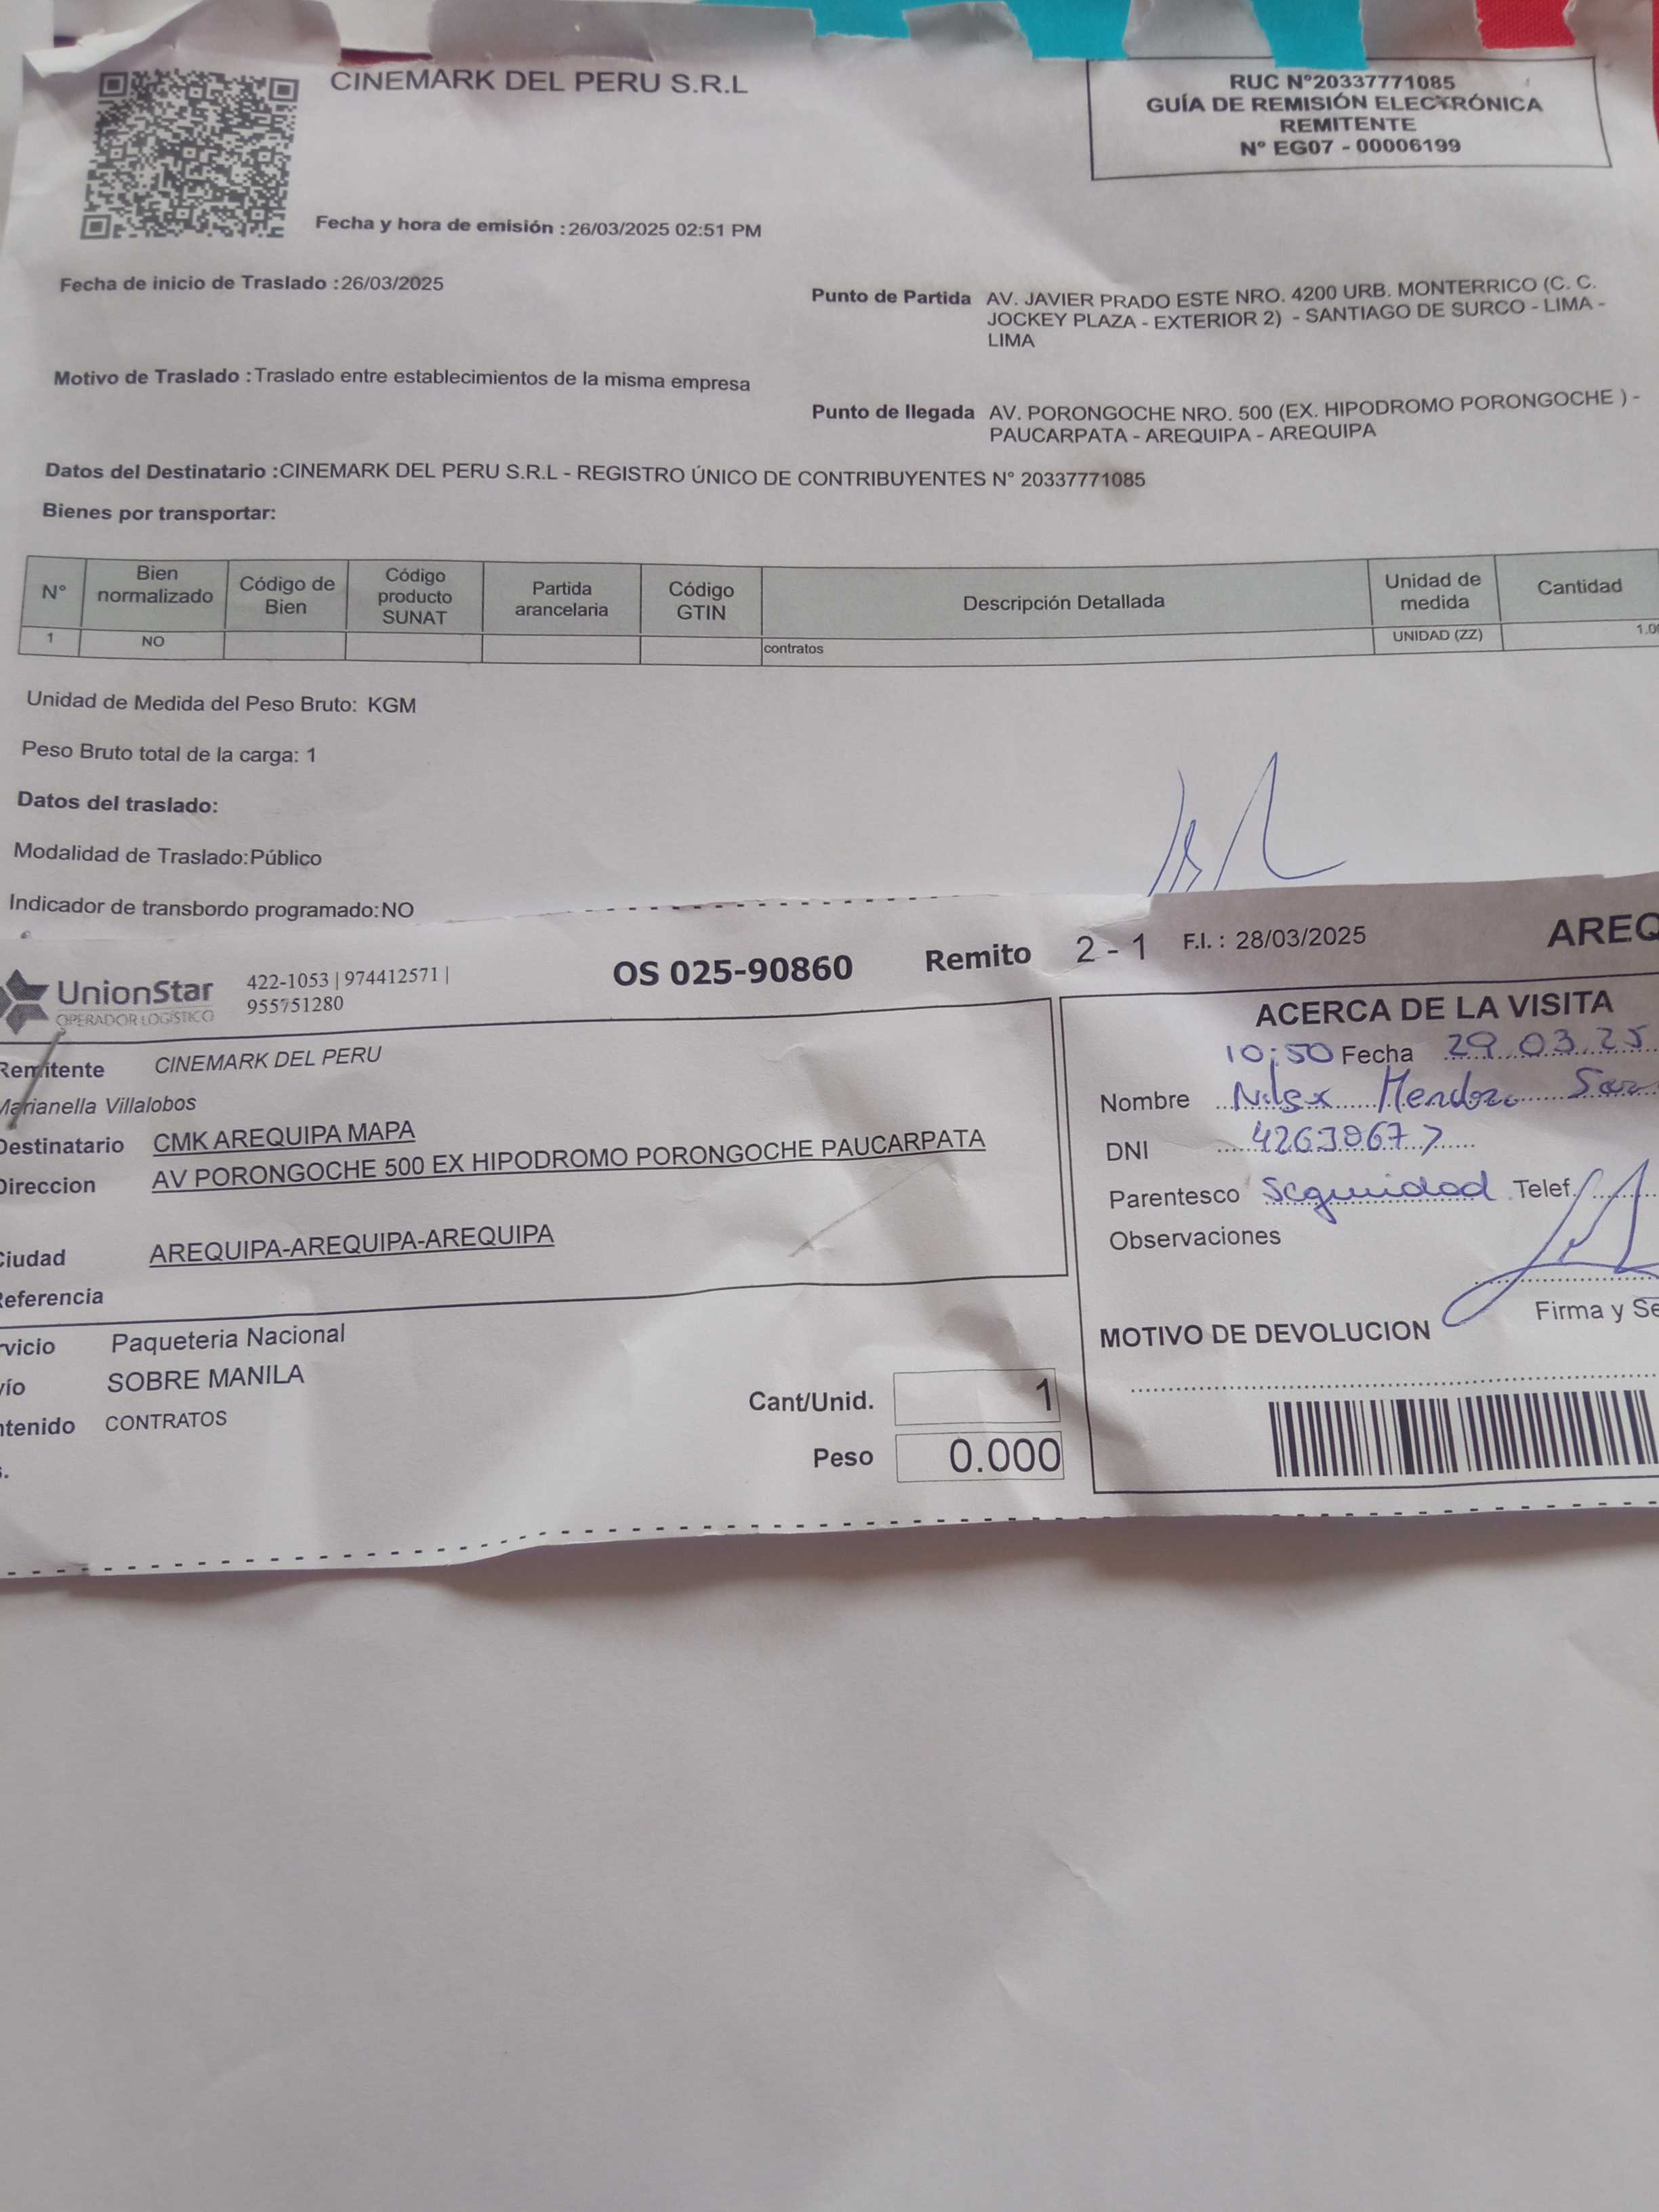 CINEMARK DEL PERU S.R.L
RUC N°20337771085
GUÍA DE REMISIÓN ELECTRÓNICA
REMITENTE
N° EG07 - 00006199
Fecha y hora de emisión :26/03/2025 02:51 PM
Fecha de inicio de Traslado :26/03/2025
Punto de Partida AV. JAVIER PRADO ESTE NRO. 4200 URB. MONTERRICO (C. C.
JOCKEY PLAZA - EXTERIOR 2) - SANTIAGO DE SURCO - LIMA -
LIMA
Motivo de Traslado :Traslado entre establecimientos de la misma empresa
Punto de llegada AV. PORONGOCHE NRO. 500 (EX. HIPODROMO PORONGOCHE ) -
PAUCARPATA - AREQUIPA - AREQUIPA
Datos del Destinatario :CINEMARK DEL PERU S.R.L - REGISTRO ÚNICO DE CONTRIBUYENTES N° 20337771085
Bienes por transportar:
N° Bien normalizado Código de Bien Código producto SUNAT Partida arancelaria Código GTIN Descripción Detallada Unidad de medida Cantidad
1 NO contratos UNIDAD (ZZ) 1.0
Unidad de Medida del Peso Bruto: KGM
Peso Bruto total de la carga: 1
Datos del traslado:
Modalidad de Traslado:Público
Indicador de transbordo programado:NO
UnionStar
OPERADOR LOGÍSTICO
422-1053 | 974412571 |
955751280
OS 025-90860 Remito 2 - 1 F.I. : 28/03/2025 AREQ
Remitente CINEMARK DEL PERU
Marianella Villalobos
Destinatario CMK AREQUIPA MAPA
Direccion AV PORONGOCHE 500 EX HIPODROMO PORONGOCHE PAUCARPATA
Ciudad AREQUIPA-AREQUIPA-AREQUIPA
Referencia
rvicio Paqueteria Nacional
vío SOBRE MANILA
ntenido CONTRATOS
s.
Cant/Unid. 1
Peso 0.000
ACERCA DE LA VISITA
10:50 Fecha 29.03.25
Nombre Mendoz
DNI 42638677
Parentesco Seguridad Telef.
Observaciones
Firma y Se
MOTIVO DE DEVOLUCION